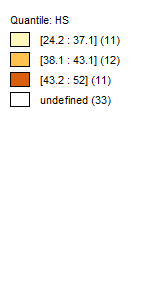 Quantile: HS
[24.2 : 37.1] (11)
[38.1 : 43.1] (12)
[43.2 : 52] (11)
undefined (33)